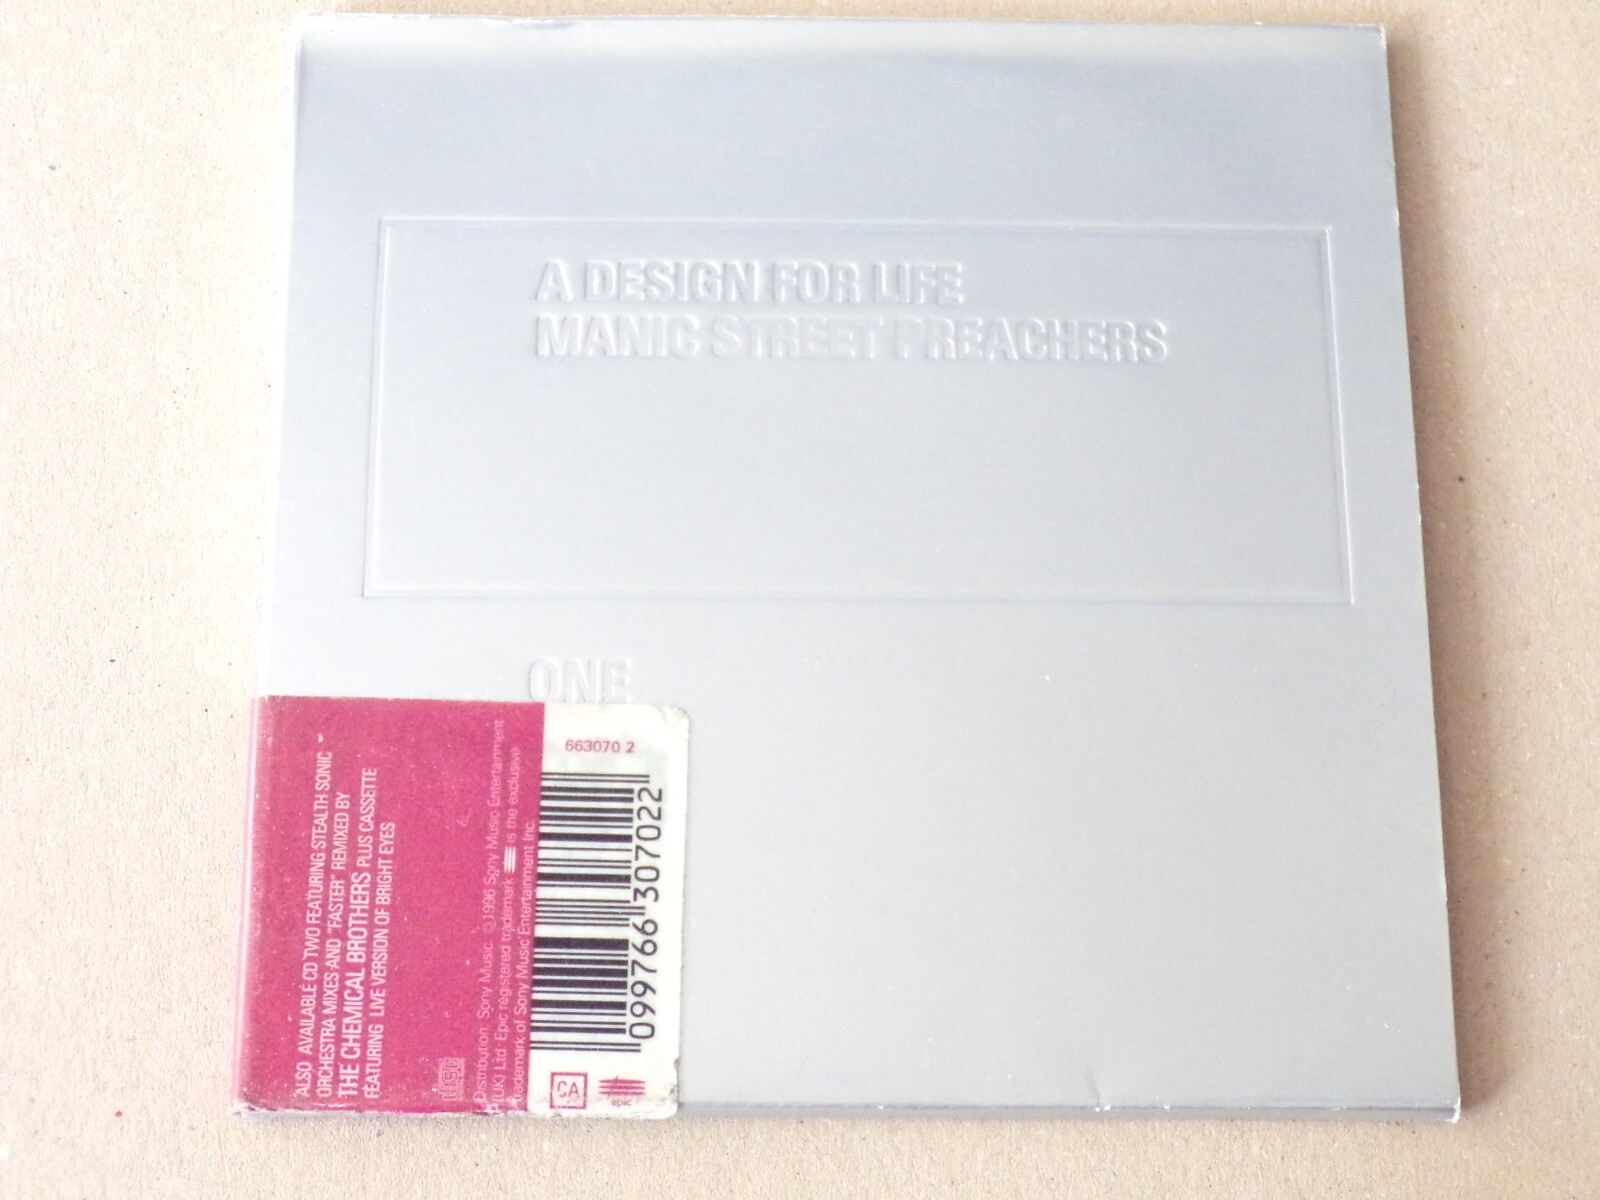 A DESIGN FOR LIFE
MANIC STREET PREACHERS
ONE
ALSO AVAILABLE CD TWO FEATURING STEALTH SONIC
ORCHESTRA MIXES AND "FASTER" REMIXED BY
THE CHEMICAL BROTHERS PLUS CASSETTE
FEATURING LIVE VERSION OF BRIGHT EYES
disc
Distribution: Sony Music. ©1996 Sony Music Entertainment
(UK) Ltd. Epic registered trademark is the exclusive
trademark of Sony Music Entertainment Inc.
663070 2
099766 307022
CA
epic